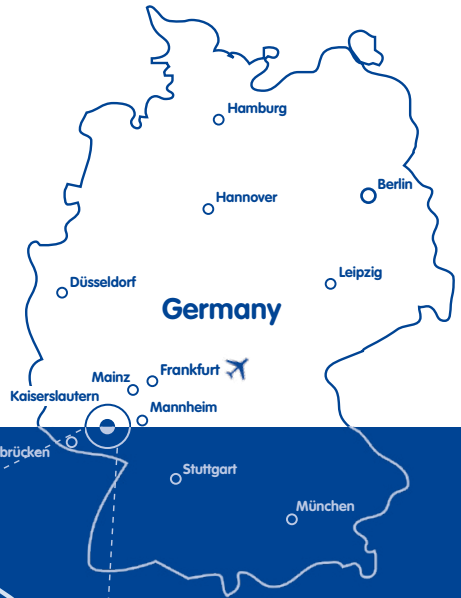 Hamburg
Berlin
Hannover
Leipzig
Düsseldorf
Germany
Frankfurt
Mainz
Kaiserslautern
Mannheim
brücken
Stuttgart
München